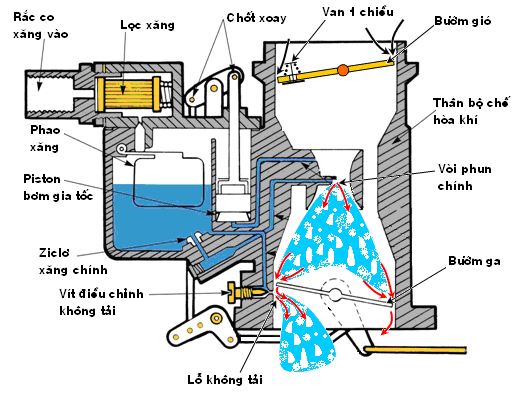 Rắc co
xăng vào
Lọc xăng
Chốt xoay
Van 1 chiều
Bướm gió
Thân bộ chế
hòa khí
Phao
xăng
Piston
bơm gia tốc
Vòi phun
chính
Ziclơ
xăng chính
Bướm ga
Vít điều chỉnh
không tải
Lỗ không tải